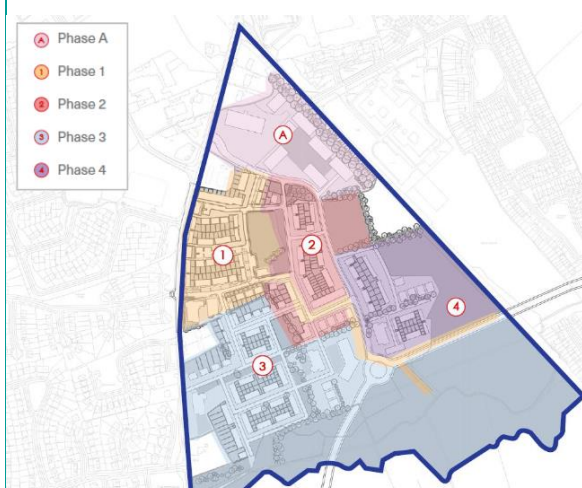 A Phase A
1 Phase 1
2 Phase 2
3 Phase 3
4 Phase 4
A
1
2
3
4